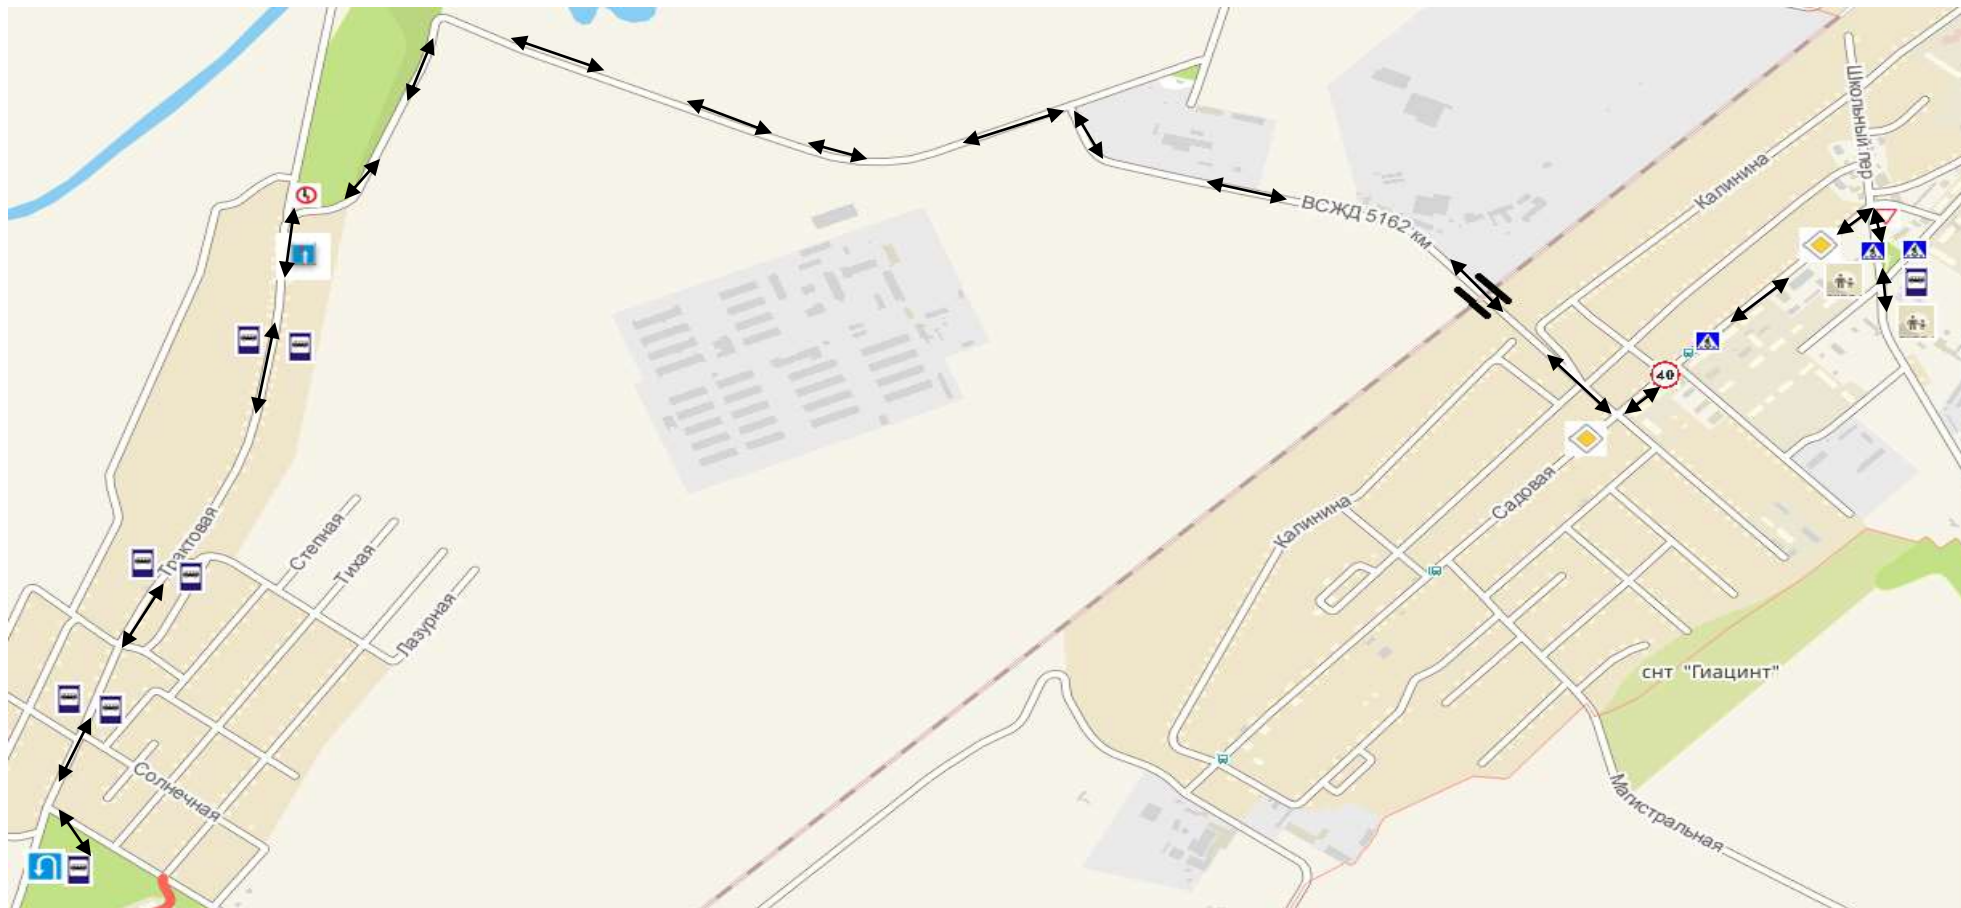 Школьный пер
Калинина
ВСЖД 5162 км
40
Садовая
Калинина
Трактовая
Степная
Тихая
Лазурная
снт "Гиацинт"
Солнечная
Магистральная